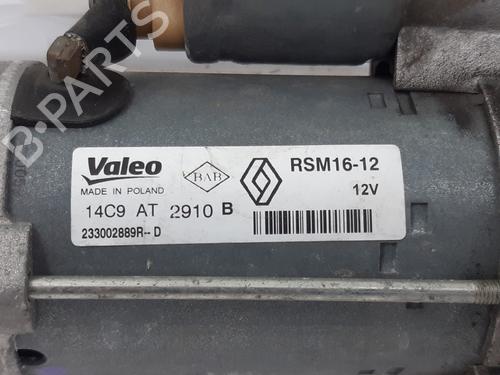 B-PARTS
Valeo
MADE IN POLAND
BAB
RSM16-12
12V
14C9 AT 2910 B
233002889R-- D